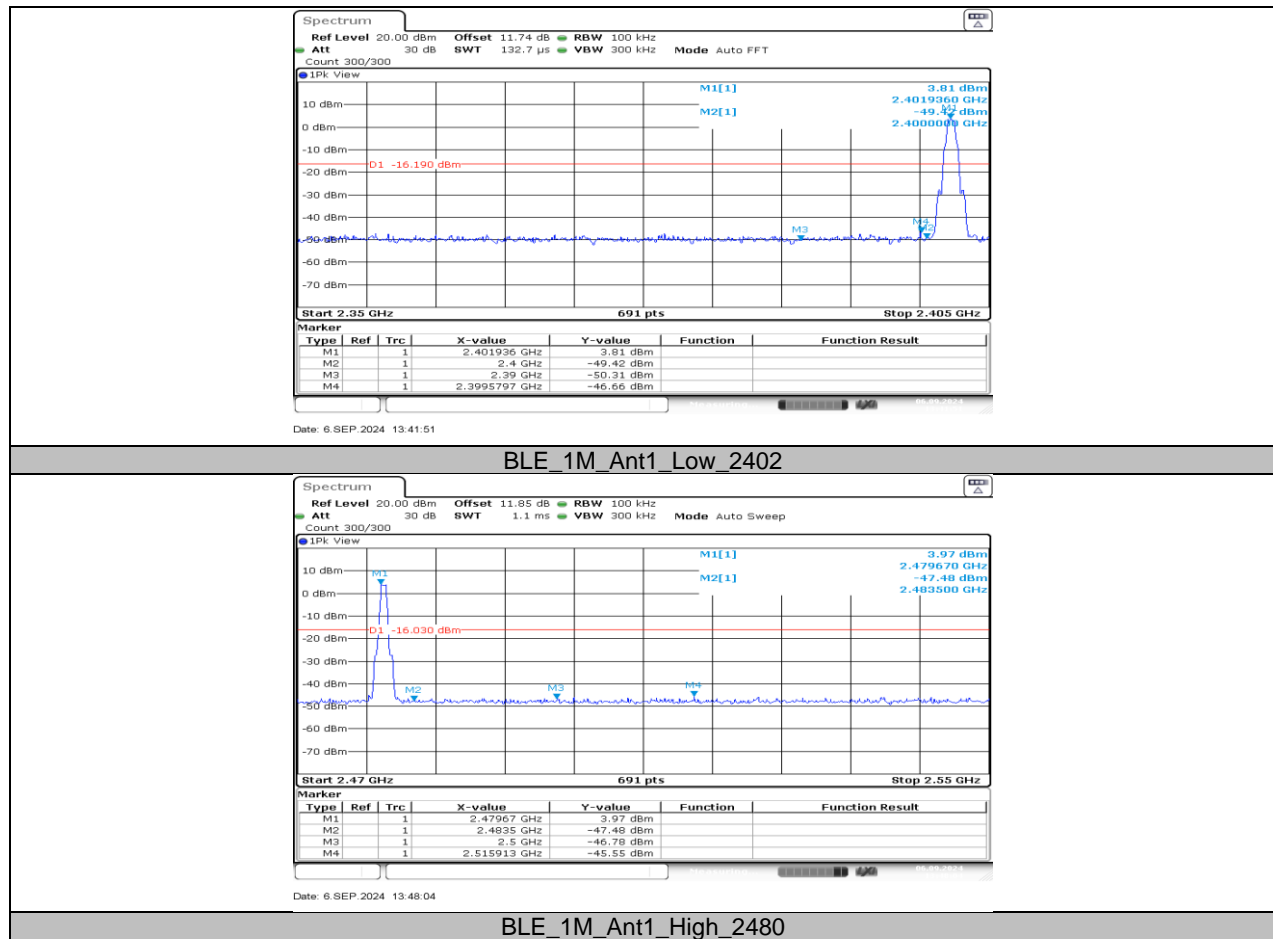 Spectrum
Ref Level 20.00 dBm Offset 11.74 dB RBW 100 kHz
Att 30 dB SWT 132.7 µs VBW 300 kHz Mode Auto FFT
Count 300/300
1Pk View
M1[1] 3.81 dBm
2.4019360 GHz
M2[1] -49.42 dBm
2.4000000 GHz
M1
10 dBm
0 dBm
-10 dBm
D1 -16.190 dBm
-20 dBm
-30 dBm
-40 dBm
M3 M4 M2
-50 dBm
-60 dBm
-70 dBm
Start 2.35 GHz 691 pts Stop 2.405 GHz
Marker
Type Ref Trc X-value Y-value Function Function Result
M1 1 2.401936 GHz 3.81 dBm
M2 1 2.4 GHz -49.42 dBm
M3 1 2.39 GHz -50.31 dBm
M4 1 2.3995797 GHz -46.66 dBm
Measuring 06.09.2024
Date: 6.SEP.2024 13:41:51
BLE_1M_Ant1_Low_2402
Spectrum
Ref Level 20.00 dBm Offset 11.85 dB RBW 100 kHz
Att 30 dB SWT 1.1 ms VBW 300 kHz Mode Auto Sweep
Count 300/300
1Pk View
M1[1] 3.97 dBm
2.479670 GHz
M2[1] -47.48 dBm
2.483500 GHz
10 dBm
M1
0 dBm
-10 dBm
D1 -16.030 dBm
-20 dBm
-30 dBm
-40 dBm
M2 M3 M4
-50 dBm
-60 dBm
-70 dBm
Start 2.47 GHz 691 pts Stop 2.55 GHz
Marker
Type Ref Trc X-value Y-value Function Function Result
M1 1 2.47967 GHz 3.97 dBm
M2 1 2.4835 GHz -47.48 dBm
M3 1 2.5 GHz -46.78 dBm
M4 1 2.515913 GHz -45.55 dBm
Measuring 06.09.2024
Date: 6.SEP.2024 13:48:04
BLE_1M_Ant1_High_2480